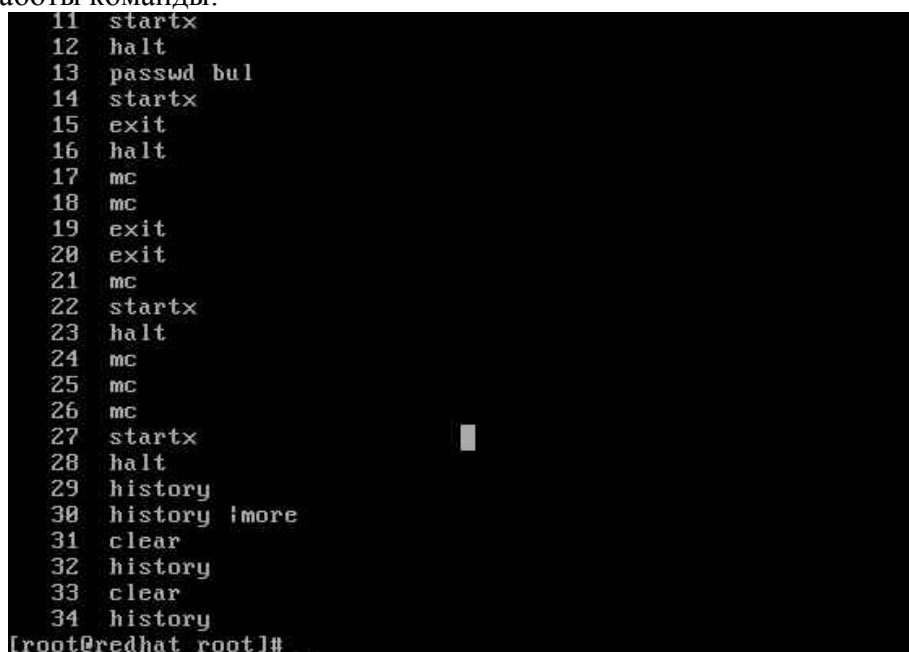 работы команды:
11 startx
12 halt
13 passwd bul
14 startx
15 exit
16 halt
17 mc
18 mc
19 exit
20 exit
21 mc
22 startx
23 halt
24 mc
25 mc
26 mc
27 startx
28 halt
29 history
30 history |more
31 clear
32 history
33 clear
34 history
[root@redhat root]#